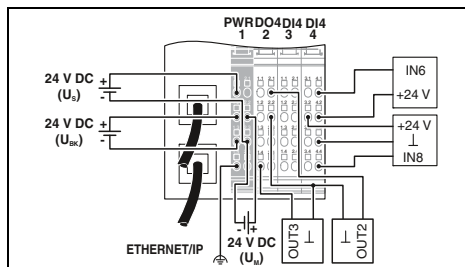 PWR DO4 DI4 DI4
1 2 3 4
24 V DC +
(US) -
24 V DC +
(UBK) -
IN6
+24 V
+24 V
⊥
IN8
- +
24 V DC
(UM)
ETHERNET/IP
OUT3
⊥
⊥
OUT2